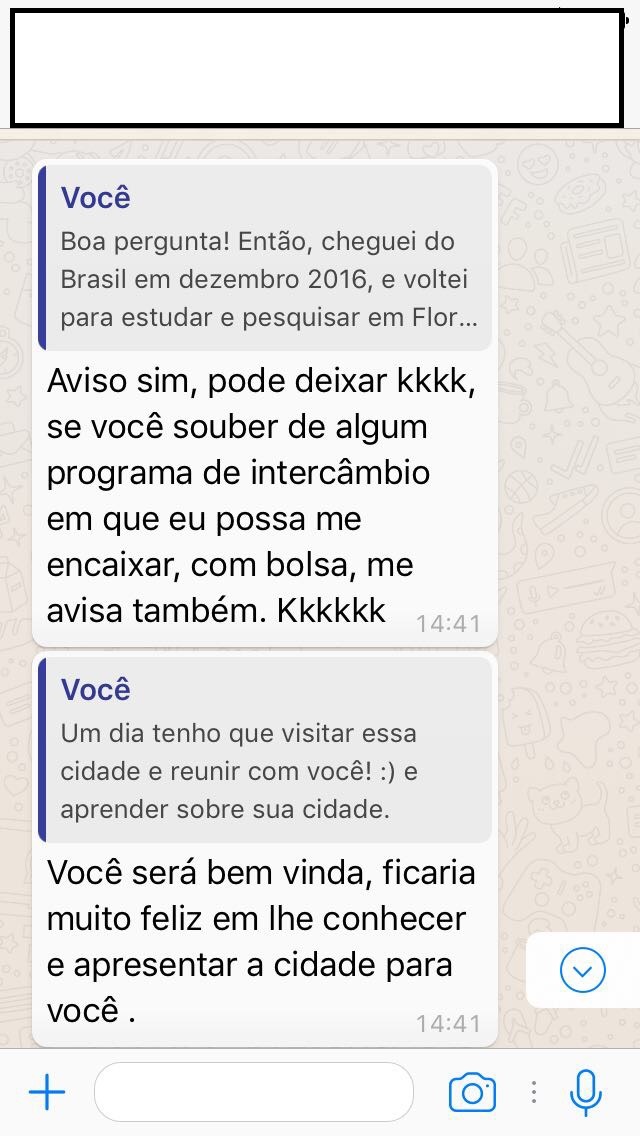 Você
Boa pergunta! Então, cheguei do
Brasil em dezembro 2016, e voltei
para estudar e pesquisar em Flor...
Aviso sim, pode deixar kkkk,
se você souber de algum
programa de intercâmbio
em que eu possa me
encaixar, com bolsa, me
avisa também. Kkkkkk
14:41
Você
Um dia tenho que visitar essa
cidade e reunir com você! :) e
aprender sobre sua cidade.
Você será bem vinda, ficaria
muito feliz em lhe conhecer
e apresentar a cidade para
você .
14:41